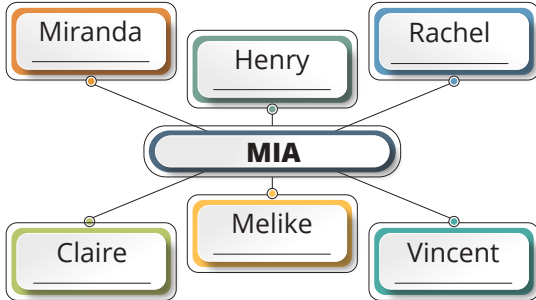 Miranda
Henry
Rachel
MIA
Claire
Melike
Vincent